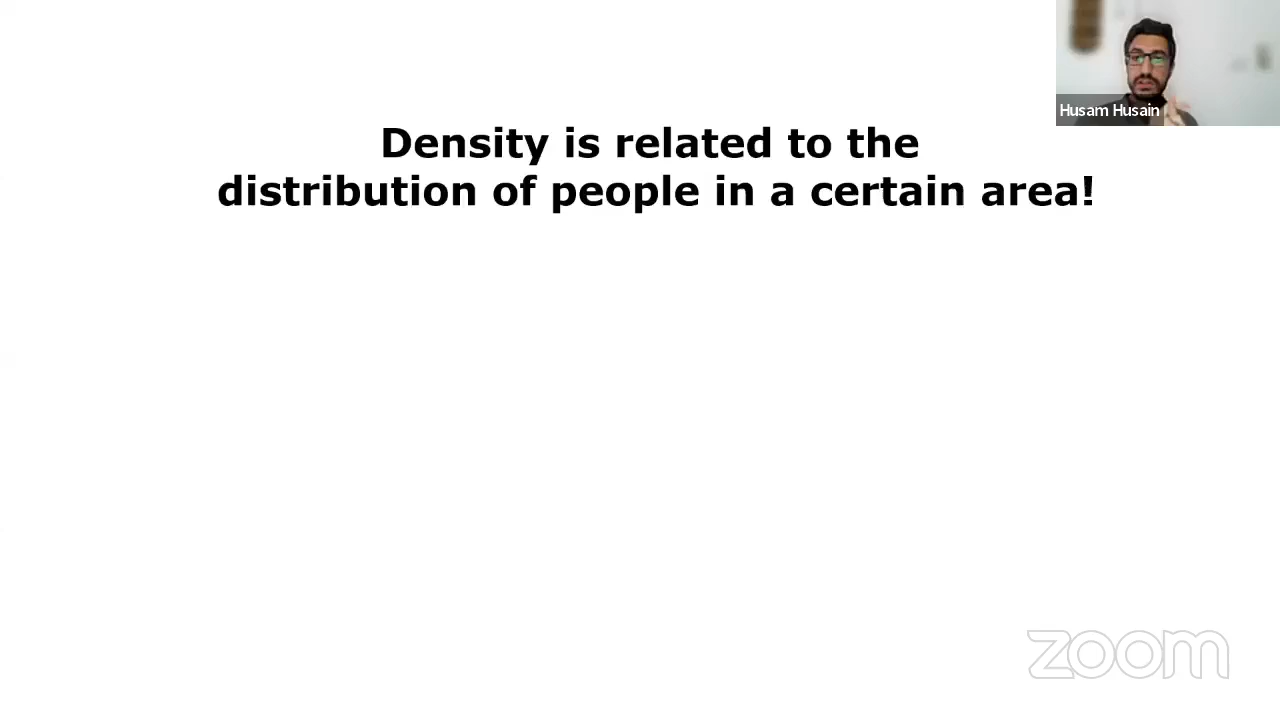 Husam Husain
Density is related to the
distribution of people in a certain area!
zoom